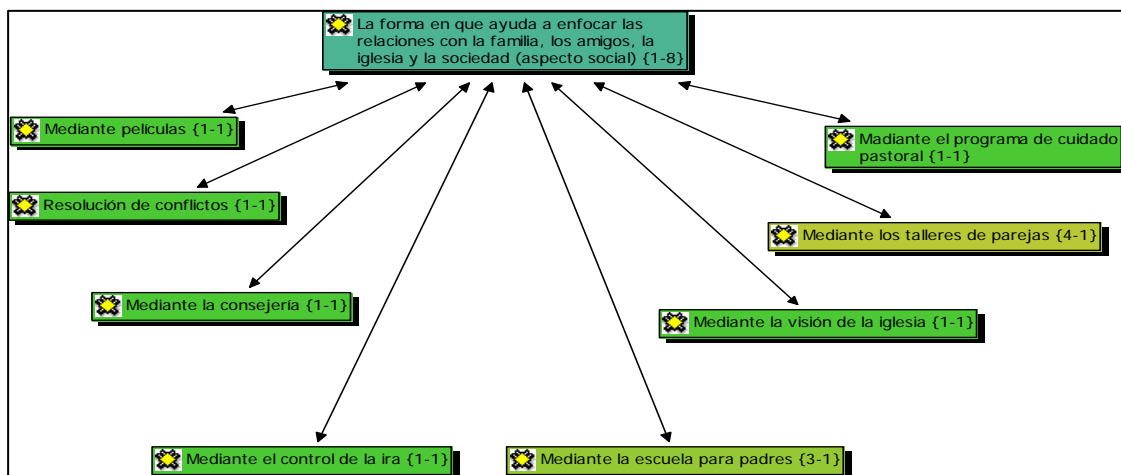 La forma en que ayuda a enfocar las
relaciones con la familia, los amigos, la
iglesia y la sociedad (aspecto social) {1-8}
Mediante películas {1-1}
Madiante el programa de cuidado
pastoral {1-1}
Resolución de conflictos {1-1}
Mediante los talleres de parejas {4-1}
Mediante la consejería {1-1}
Mediante la visión de la iglesia {1-1}
Mediante el control de la ira {1-1}
Mediante la escuela para padres {3-1}